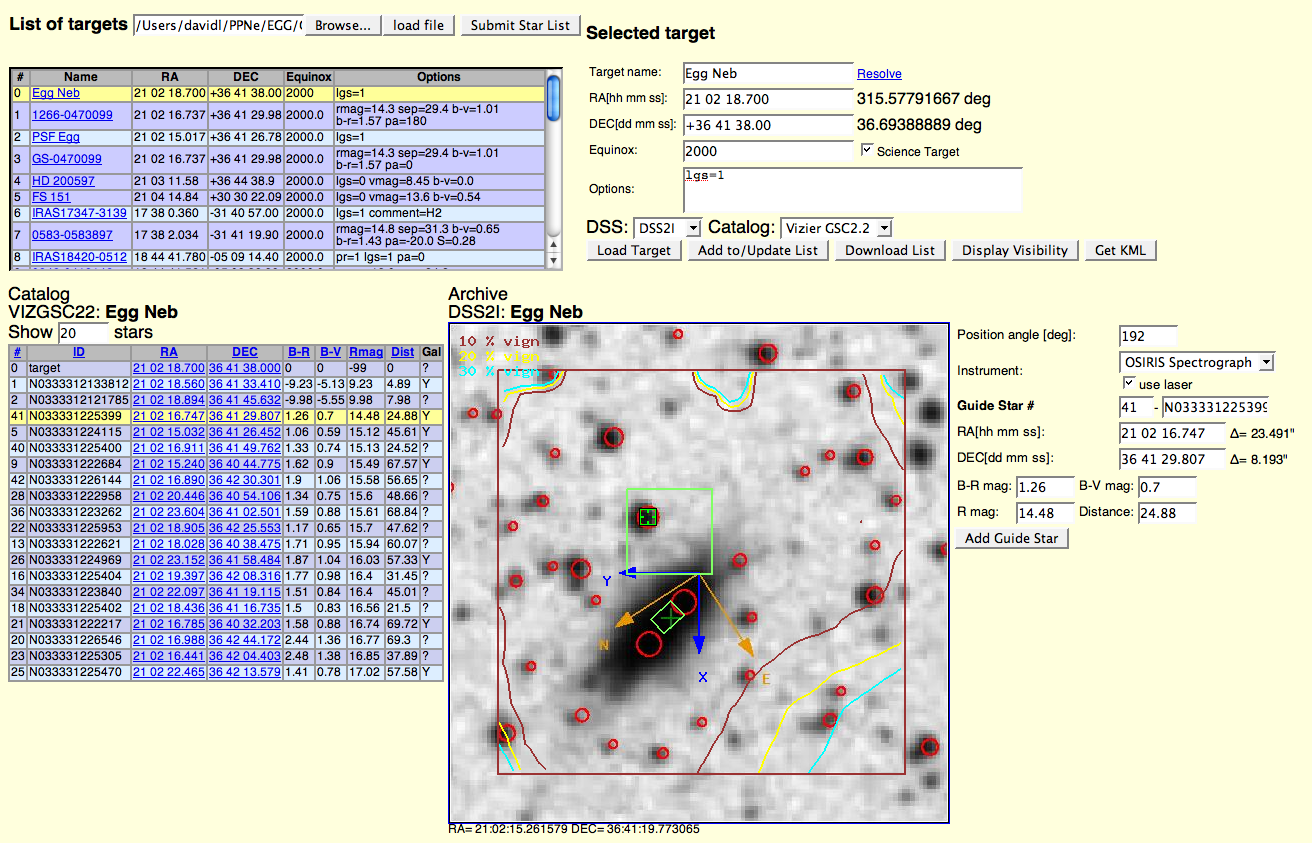 List of targets /Users/davidl/PPNe/EGG/ Browse... load file Submit Star List
# Name RA DEC Equinox Options
0 Egg Neb 21 02 18.700 +36 41 38.00 2000 lgs=1
1 1266-0470099 21 02 16.737 +36 41 29.98 2000.0 rmag=14.3 sep=29.4 b-v=1.01
b-r=1.57 pa=180
2 PSF Egg 21 02 15.017 +36 41 26.78 2000.0 lgs=1
3 GS-0470099 21 02 16.737 +36 41 29.98 2000.0 rmag=14.3 sep=29.4 b-v=1.01
b-r=1.57 pa=0
4 HD 200597 21 03 11.58 +36 44 38.9 2000.0 lgs=0 vmag=8.45 b-v=0.0
5 FS 151 21 04 14.84 +30 30 22.09 2000.0 lgs=0 vmag=13.6 b-v=0.54
6 IRAS17347-3139 17 38 0.360 -31 40 57.00 2000.0 lgs=1 comment=H2
7 0583-0583897 17 38 2.034 -31 41 19.90 2000.0 rmag=14.8 sep=31.3 b-v=0.65
b-r=1.43 pa=-20.0 S=0.28
8 IRAS18420-0512 18 44 41.780 -05 09 14.40 2000.0 pr=1 lgs=1 pa=0
Selected target
Target name: Egg Neb Resolve
RA[hh mm ss]: 21 02 18.700 315.57791667 deg
DEC[dd mm ss]: +36 41 38.00 36.69388889 deg
Equinox: 2000 Science Target
Options: lgs=1
DSS: DSS2I Catalog: Vizier GSC2.2
Load Target Add to/Update List Download List Display Visibility Get KML
Catalog
VIZGSC22: Egg Neb
Show 20 stars
# ID RA DEC B-R B-V Rmag Dist Gal
0 target 21 02 18.700 36 41 38.000 0 0 -99 0 ?
1 N0333312133812 21 02 18.560 36 41 33.410 -9.23 -5.13 9.23 4.89 Y
2 N0333312121785 21 02 18.894 36 41 45.632 -9.98 -5.55 9.98 7.98 Y
41 N033331225399 21 02 16.747 36 41 29.807 1.26 0.7 14.48 24.88 Y
5 N033331224115 21 02 15.032 36 41 26.452 1.06 0.59 15.12 45.61 Y
40 N033331225400 21 02 16.911 36 41 49.762 1.33 0.74 15.13 24.52 ?
9 N033331222684 21 02 15.240 36 40 44.775 1.62 0.9 15.49 67.57 Y
42 N033331226144 21 02 16.890 36 42 30.301 1.9 1.06 15.58 56.65 ?
28 N033331222958 21 02 20.446 36 40 54.106 1.34 0.75 15.6 48.66 ?
36 N033331223262 21 02 23.604 36 41 02.501 1.59 0.88 15.61 68.84 ?
22 N033331225953 21 02 18.905 36 42 25.553 1.17 0.65 15.7 47.62 ?
13 N033331222621 21 02 18.028 36 40 38.475 1.71 0.95 15.94 60.07 ?
26 N033331224969 21 02 23.152 36 41 58.484 1.87 1.04 16.03 57.33 Y
16 N033331225404 21 02 19.397 36 42 08.316 1.77 0.98 16.4 31.45 ?
34 N033331223840 21 02 22.097 36 41 19.115 1.51 0.84 16.4 45.01 ?
18 N033331225402 21 02 18.436 36 41 16.735 1.5 0.83 16.56 21.5 ?
21 N033331222217 21 02 16.785 36 40 32.203 1.58 0.88 16.74 69.72 Y
20 N033331226546 21 02 16.988 36 42 44.172 2.44 1.36 16.77 69.3 ?
23 N033331225305 21 02 16.441 36 42 04.403 2.48 1.38 16.85 37.89 ?
25 N033331225470 21 02 22.465 36 42 13.579 1.41 0.78 17.02 57.58 Y
Archive
DSS2I: Egg Neb
10 % vign
20 % vign
30 % vign
Y
N
X
E
RA= 21:02:15.261579 DEC= 36:41:19.773065
Position angle [deg]: 192
Instrument: OSIRIS Spectrograph
use laser
Guide Star # 41 - N033331225399
RA[hh mm ss]: 21 02 16.747 Δ= 23.491"
DEC[dd mm ss]: 36 41 29.807 Δ= 8.193"
B-R mag: 1.26 B-V mag: 0.7
R mag: 14.48 Distance: 24.88
Add Guide Star